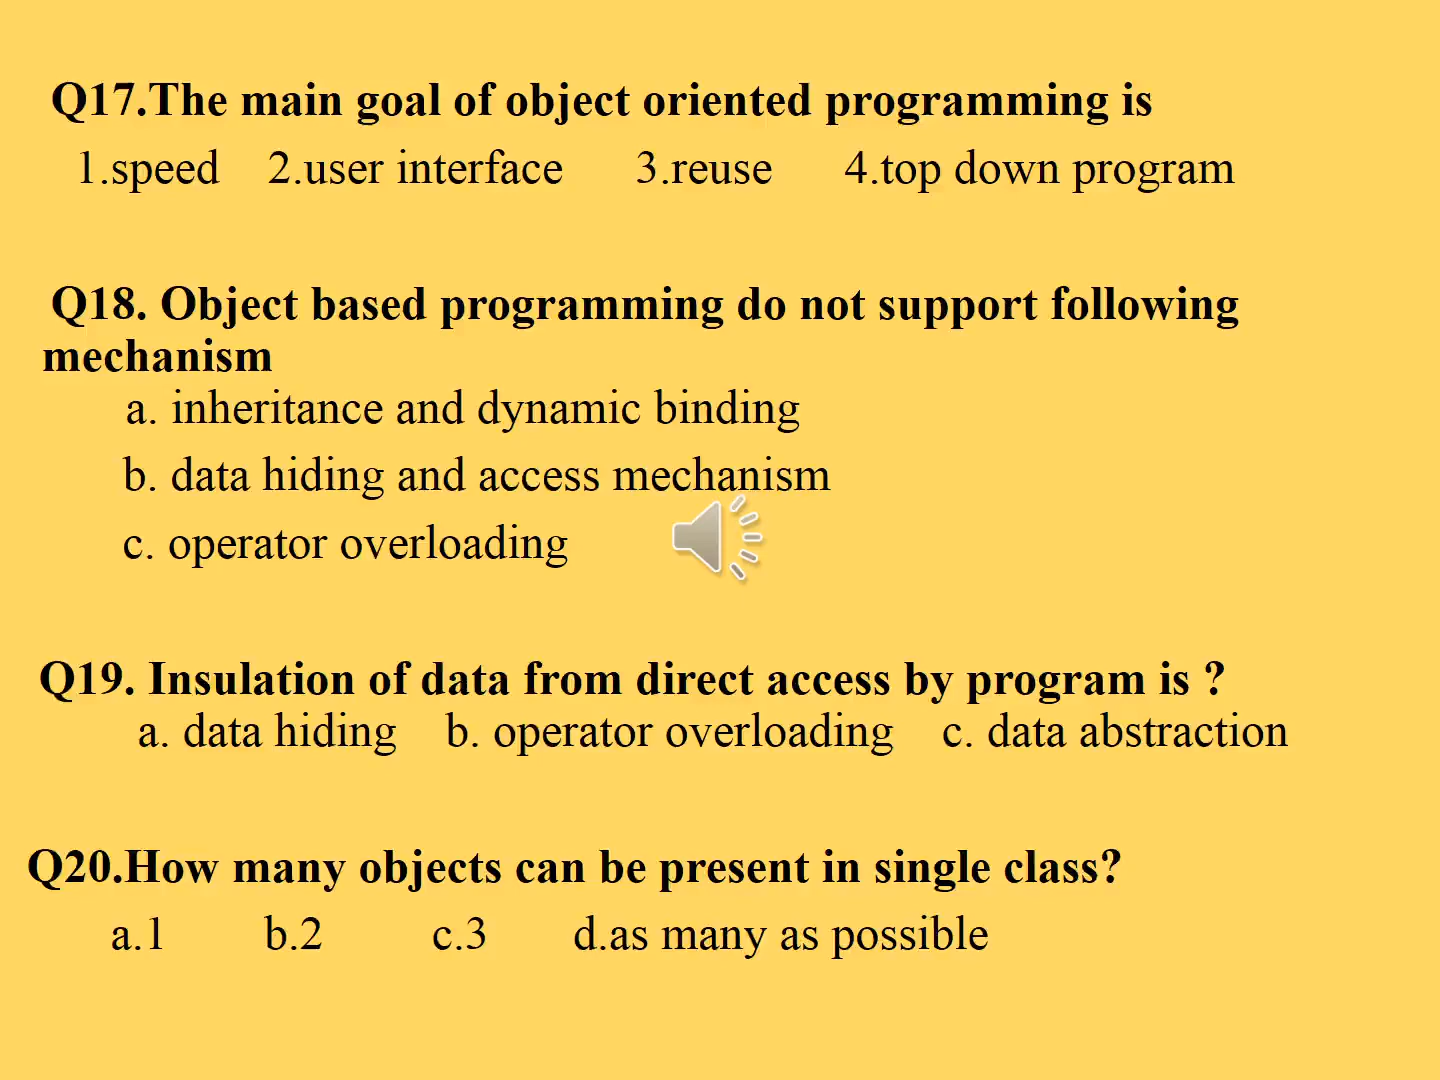 Q17.The main goal of object oriented programming is
1.speed 2.user interface 3.reuse 4.top down program
Q18. Object based programming do not support following
mechanism
a. inheritance and dynamic binding
b. data hiding and access mechanism
c. operator overloading
Q19. Insulation of data from direct access by program is ?
a. data hiding b. operator overloading c. data abstraction
Q20.How many objects can be present in single class?
a.1 b.2 c.3 d.as many as possible